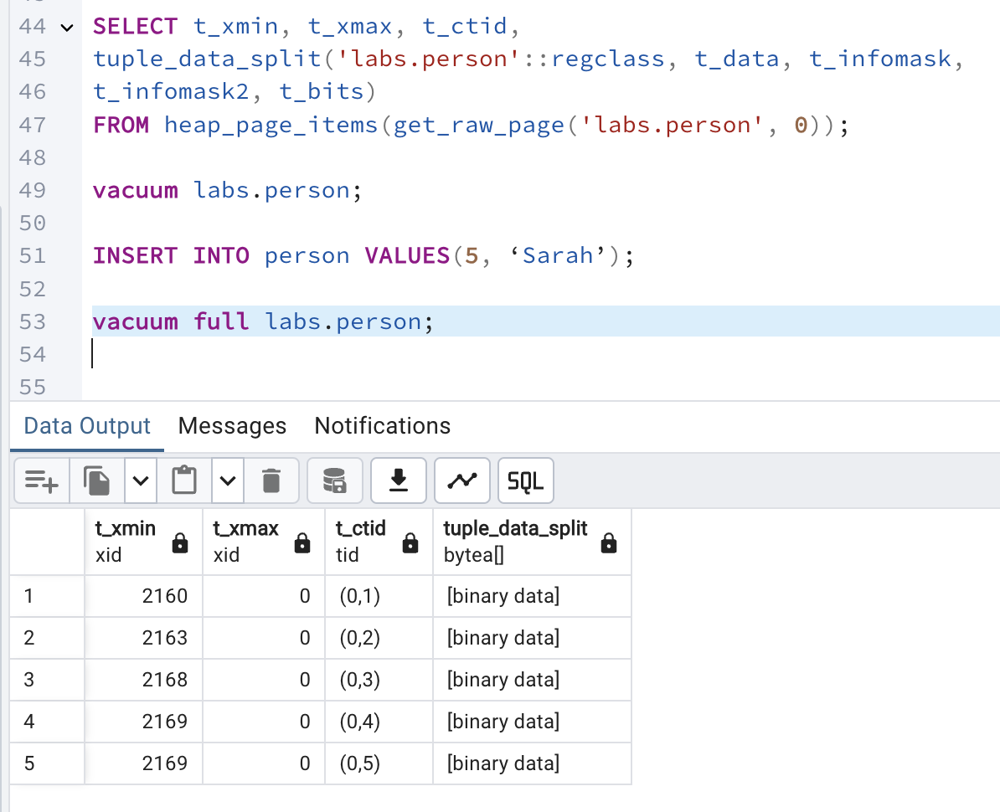 44 SELECT t_xmin, t_xmax, t_ctid,
45 tuple_data_split('labs.person'::regclass, t_data, t_infomask,
46 t_infomask2, t_bits)
47 FROM heap_page_items(get_raw_page('labs.person', 0));
48
49 vacuum labs.person;
50
51 INSERT INTO person VALUES(5, ‘Sarah’);
52
53 vacuum full labs.person;
54
55
Data Output Messages Notifications
SQL
t_xmin t_xmax t_ctid tuple_data_split
xid xid tid bytea[]
1 2160 0 (0,1) [binary data]
2 2163 0 (0,2) [binary data]
3 2168 0 (0,3) [binary data]
4 2169 0 (0,4) [binary data]
5 2169 0 (0,5) [binary data]